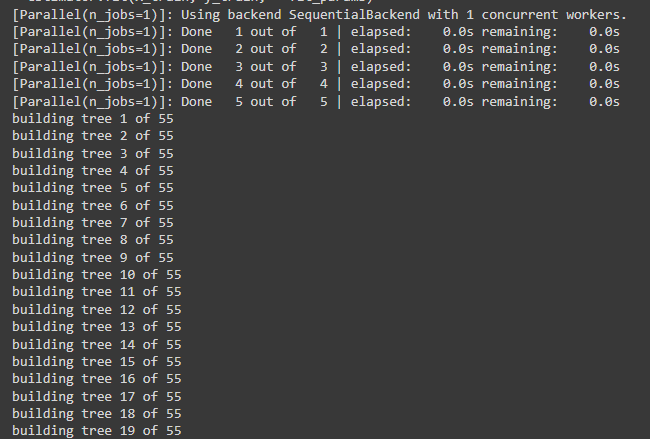 [Parallel(n_jobs=1)]: Using backend SequentialBackend with 1 concurrent workers.
[Parallel(n_jobs=1)]: Done   1 out of   1 | elapsed:    0.0s remaining:    0.0s
[Parallel(n_jobs=1)]: Done   2 out of   2 | elapsed:    0.0s remaining:    0.0s
[Parallel(n_jobs=1)]: Done   3 out of   3 | elapsed:    0.0s remaining:    0.0s
[Parallel(n_jobs=1)]: Done   4 out of   4 | elapsed:    0.0s remaining:    0.0s
[Parallel(n_jobs=1)]: Done   5 out of   5 | elapsed:    0.0s remaining:    0.0s
building tree 1 of 55
building tree 2 of 55
building tree 3 of 55
building tree 4 of 55
building tree 5 of 55
building tree 6 of 55
building tree 7 of 55
building tree 8 of 55
building tree 9 of 55
building tree 10 of 55
building tree 11 of 55
building tree 12 of 55
building tree 13 of 55
building tree 14 of 55
building tree 15 of 55
building tree 16 of 55
building tree 17 of 55
building tree 18 of 55
building tree 19 of 55